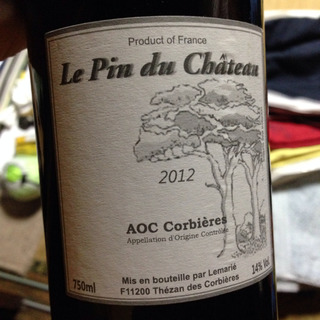 Product of France
Le Pin du Château
2012
AOC Corbières
Appellation d'Origine Contrôlée
750ml
Mis en bouteille par Lemarié
14% Vol.
F11200 Thézan des Corbières